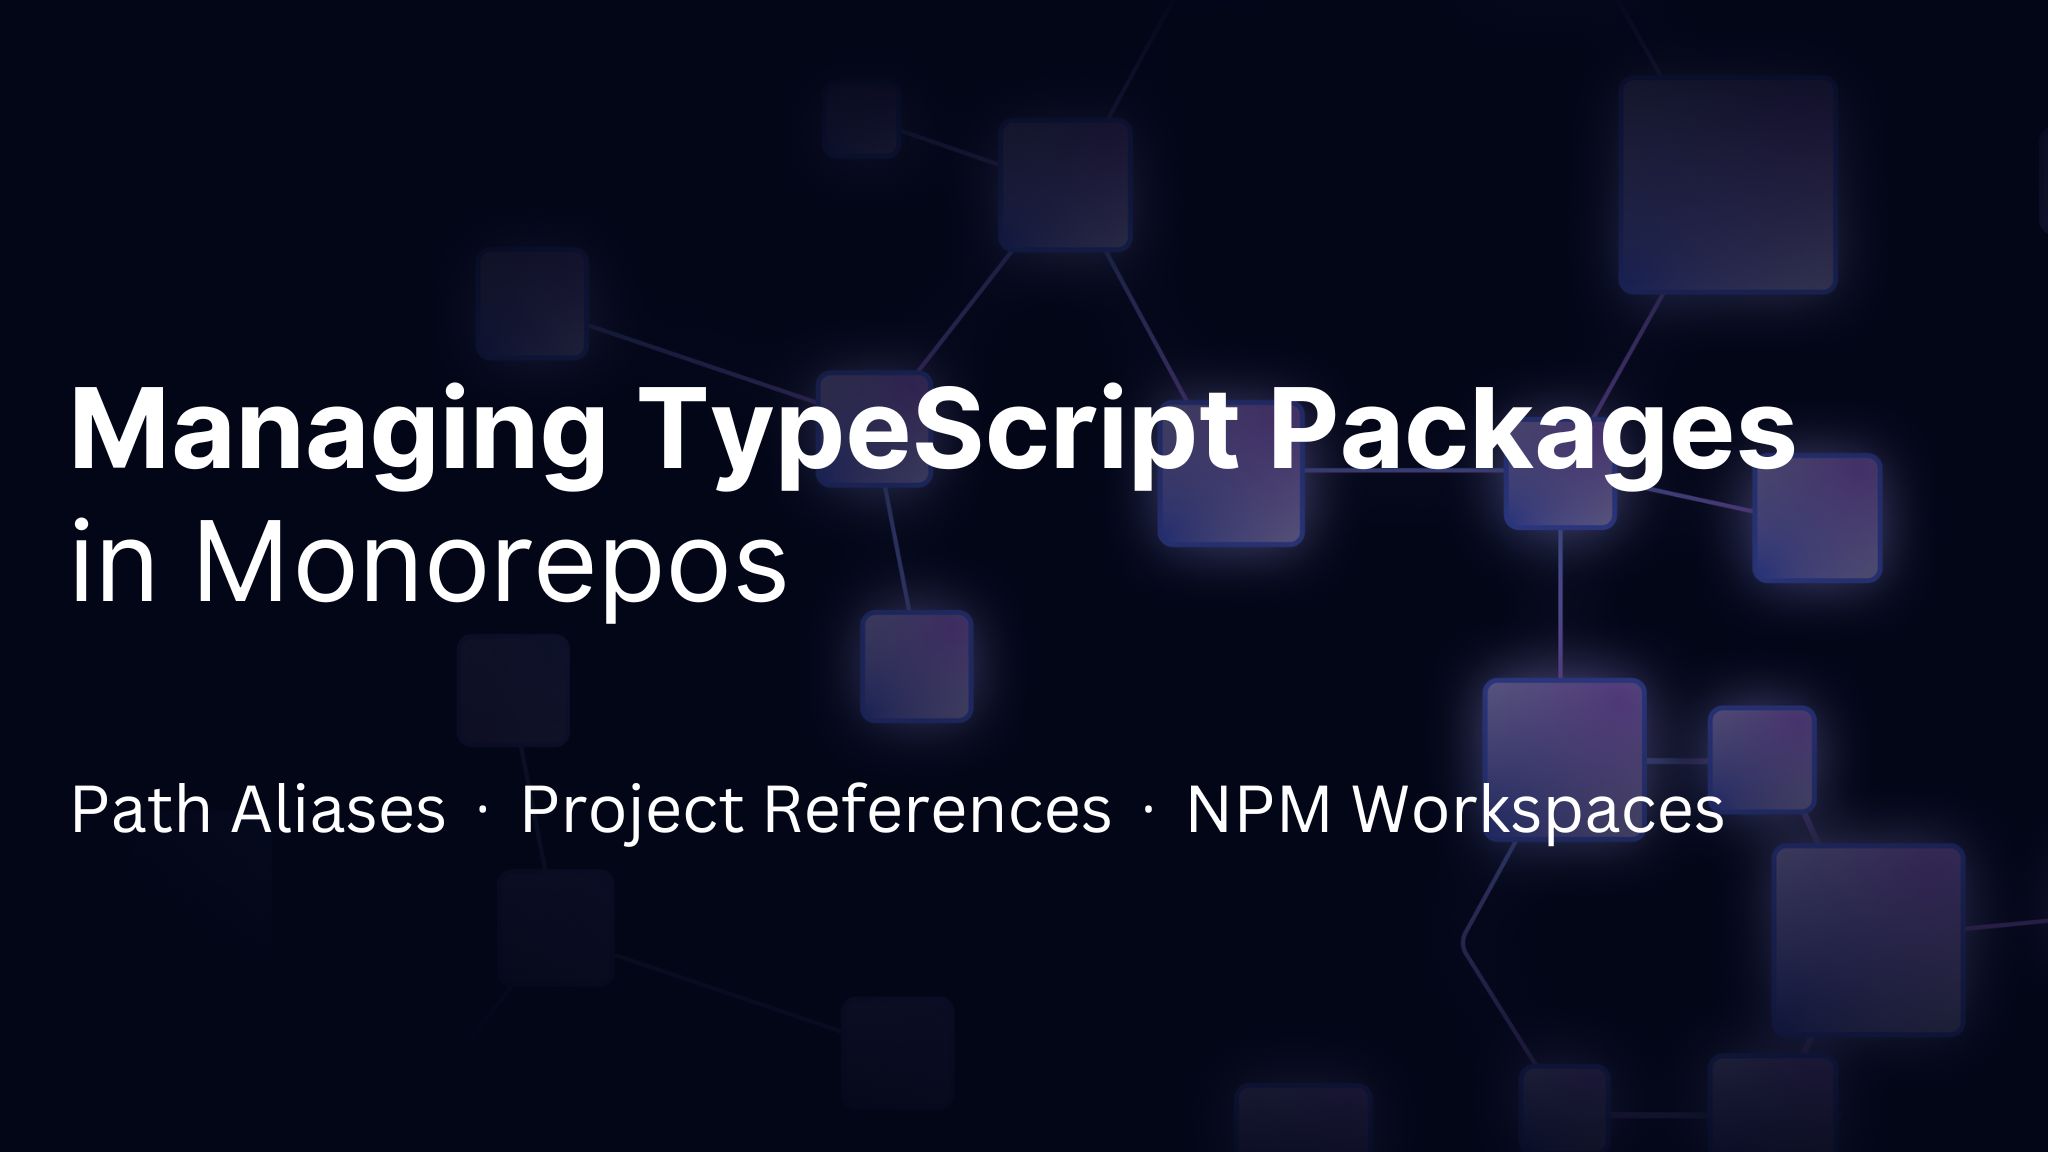 Managing TypeScript Packages
in Monorepos
Path Aliases · Project References · NPM Workspaces